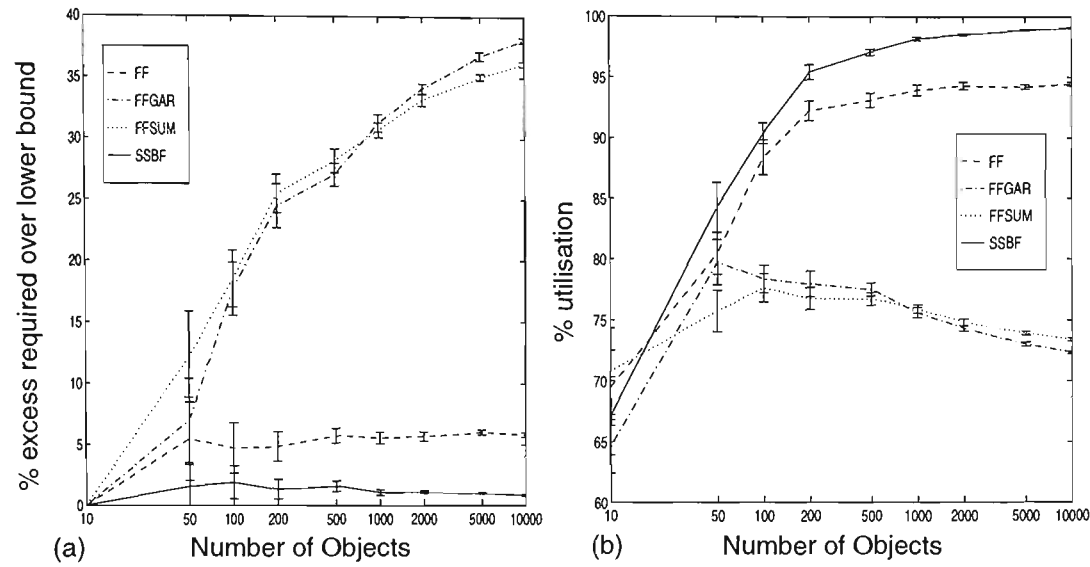 % excess required over lower bound
40
35
30
25
20
15
10
5
0
FF
FFGAR
FFSUM
SSBF
10 50 100 200 500 1000 2000 5000 10000
(a) Number of Objects
% utilisation
100
95
90
85
80
75
70
65
60
FF
FFGAR
FFSUM
SSBF
10 50 100 200 500 1000 2000 5000 10000
(b) Number of Objects